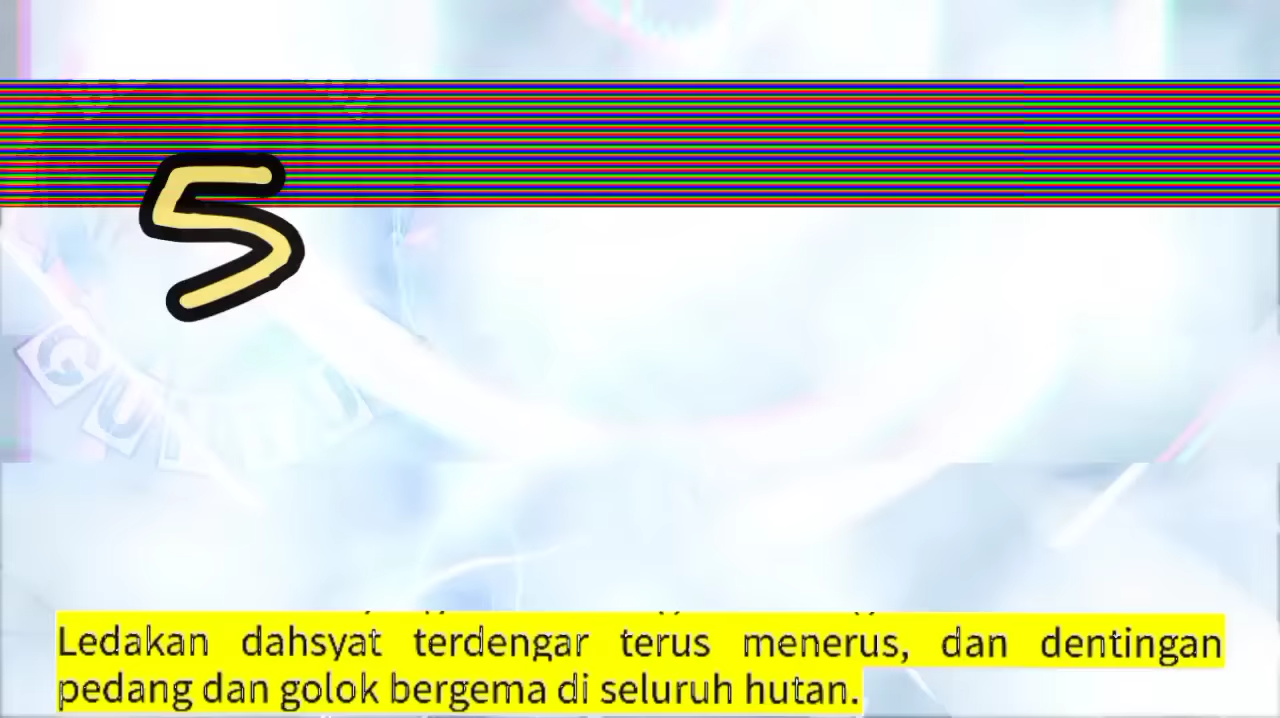 5
Ledakan dahsyat terdengar terus menerus, dan dentingan
pedang dan golok bergema di seluruh hutan.